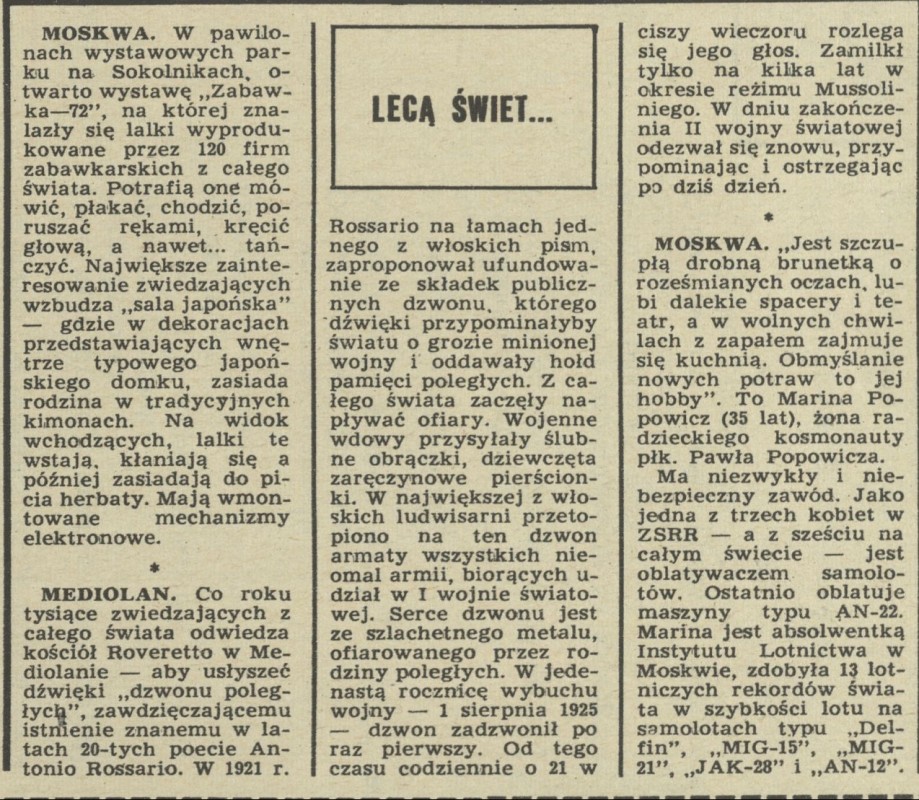 MOSKWA. W pawilo-
nach wystawowych par-
ku na Sokolnikach, o-
twarto wystawę „Zabaw-
ka—72”, na której zna-
lazły się lalki wyprodu-
kowane przez 120 firm
zabawkarskich z całego
świata. Potrafią one mó-
wić, płakać, chodzić, po-
ruszać rękami, kręcić
głową, a nawet... tań-
czyć. Największe zainte-
resowanie zwiedzających
wzbudza „sala japońska”
— gdzie w dekoracjach
przedstawiających wnę-
trze typowego japoń-
skiego domku, zasiada
rodzina w tradycyjnych
kimonach. Na widok
wchodzących, lalki te
wstają, kłaniają się a
później zasiadają do pi-
cia herbaty. Mają wmon-
towane mechanizmy
elektronowe.
*
MEDIOLAN. Co roku
tysiące zwiedzających z
całego świata odwiedza
kościół Roveretto w Me-
diolanie — aby usłyszeć
dźwięki „dzwonu poleg-
łych”, zawdzięczającemu
istnienie znanemu w la-
tach 20-tych poecie An-
tonio Rossario. W 1921 r.
LECĄ ŚWIET...
Rossario na łamach jed-
nego z włoskich pism,
zaproponował ufundowa-
nie ze składek publicz-
nych dzwonu, którego
dźwięki przypominałyby
światu o grozie minionej
wojny i oddawały hołd
pamięci poległych. Z ca-
łego świata zaczęły na-
pływać ofiary. Wojenne
wdowy przysyłały ślub-
ne obrączki, dziewczęta
zaręczynowe pierścion-
ki. W największej z wło-
skich ludwisarni przeto-
piono na ten dzwon
armaty wszystkich nie-
omal armii, biorących u-
dział w I wojnie świato-
wej. Serce dzwonu jest
ze szlachetnego metalu,
ofiarowanego przez ro-
dziny poległych. W jede-
nastą rocznicę wybuchu
wojny — 1 sierpnia 1925
— dzwon zadzwonił po
raz pierwszy. Od tego
czasu codziennie o 21 w
ciszy wieczoru rozlega
się jego głos. Zamilkł
tylko na kilka lat w
okresie reżimu Mussoli-
niego. W dniu zakończe-
nia II wojny światowej
odezwał się znowu, przy-
pominając i ostrzegając
po dziś dzień.
*
MOSKWA. „Jest szczu-
płą drobną brunetką o
roześmianych oczach, lu-
bi dalekie spacery i te-
atr, a w wolnych chwi-
lach z zapałem zajmuje
się kuchnią. Obmyślanie
nowych potraw to jej
hobby”. To Marina Po-
powicz (35 lat), żona ra-
dzieckiego kosmonauty
płk. Pawła Popowicza.
Ma niezwykły i nie-
bezpieczny zawód. Jako
jedna z trzech kobiet w
ZSRR — a z sześciu na
całym świecie — jest
oblatywaczem samolo-
tów. Ostatnio oblatuje
maszyny typu AN-22.
Marina jest absolwentką
Instytutu Lotnictwa w
Moskwie, zdobyła 13 lot-
niczych rekordów świa-
ta w szybkości lotu na
samolotach typu „Del-
fin”, „MIG-15”, „MIG-
21”, „JAK-28” i „AN-12”.